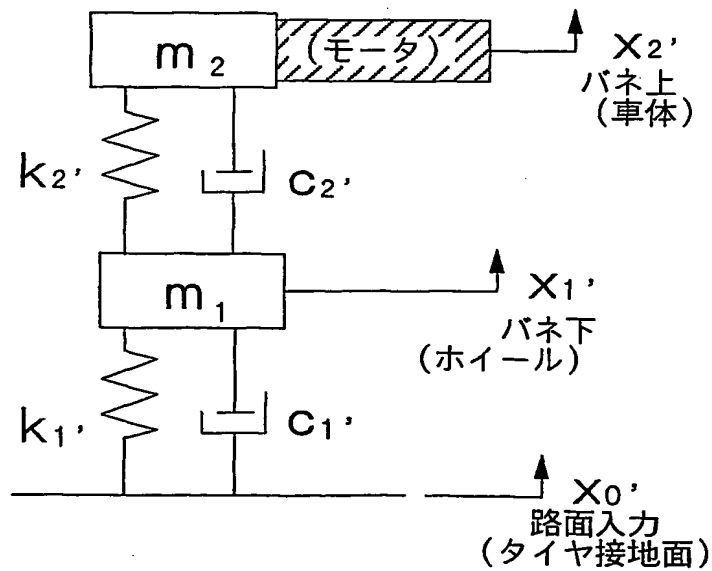 m₂ (モータ) X₂'
バネ上
(車体)
k₂' c₂'
m₁ X₁'
バネ下
(ホイール)
k₁' c₁'
X₀'
路面入力
(タイヤ接地面)